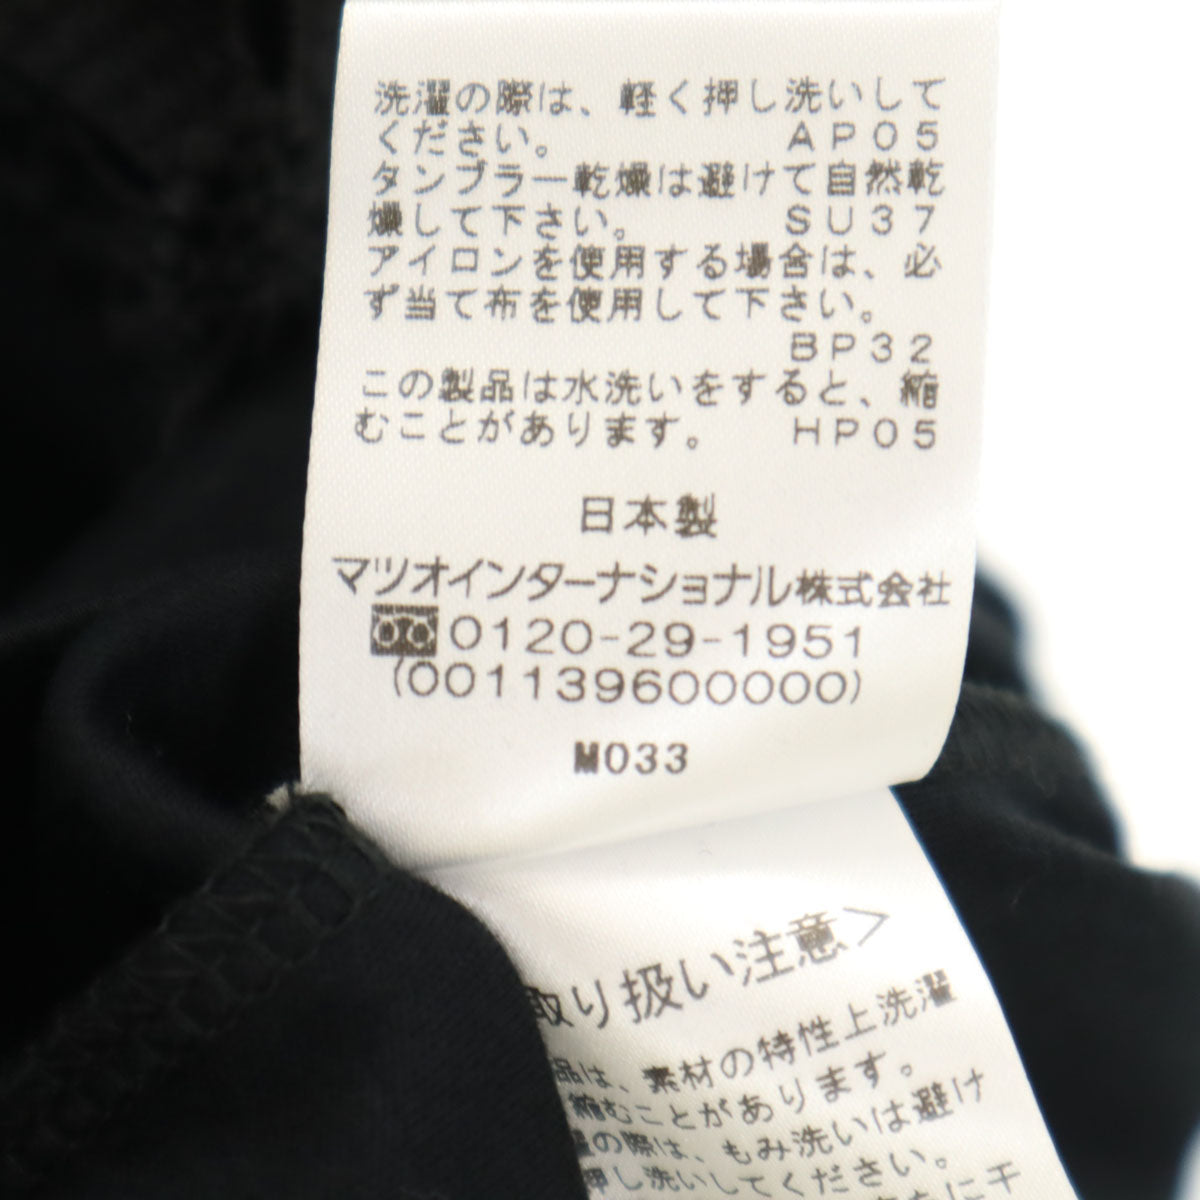 洗濯の際は、軽く押し洗いして
ください。 AP05
タンブラー乾燥は避けて自然乾
燥して下さい。 SU37
アイロンを使用する場合は、必
ず当て布を使用して下さい。
BP32
この製品は水洗いをすると、縮
むことがあります。 HP05
日本製
マツオインターナショナル株式会社
0120-29-1951
(001139600000)
M033
取り扱い注意>
品は、素材の特性上洗濯
縮むことがあります。
の際は、もみ洗いは避け
押し洗いしてください。
に干